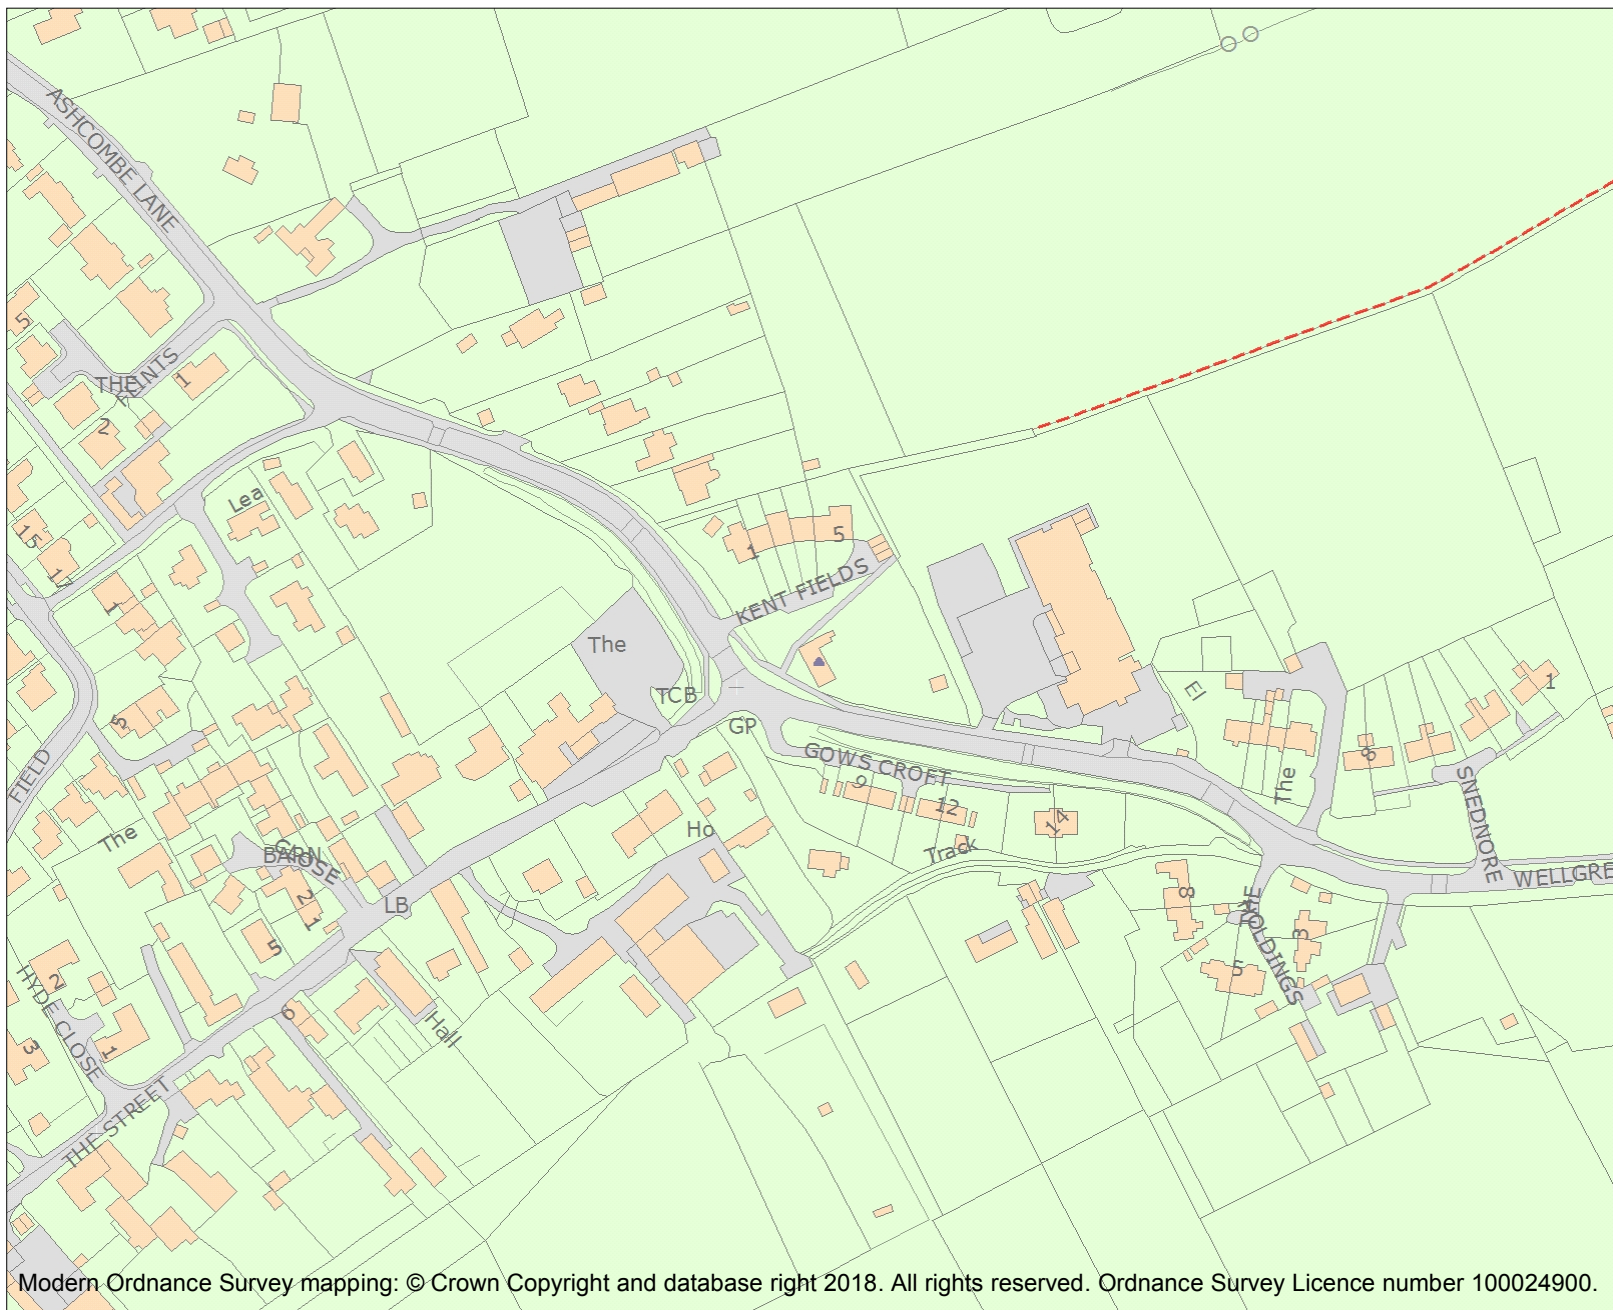 ASHCOMBE LANE
5
THE
FLINTS
1
2
Lea
15
17
1
5
KENT FIELDS
1
The
TCB
GP
El
1
5
GOWS CROFT
9
12
14
The
8
SNEDNORE
FIELD
The
Ho
Track
BARN
CLOSE
2
1
LB
8
THE
HOLDINGS
WELLGRE
3
5
5
2
HYDE CLOSE
6
Hall
3
1
THE STREET
Modern Ordnance Survey mapping: © Crown Copyright and database right 2018. All rights reserved. Ordnance Survey Licence number 100024900.